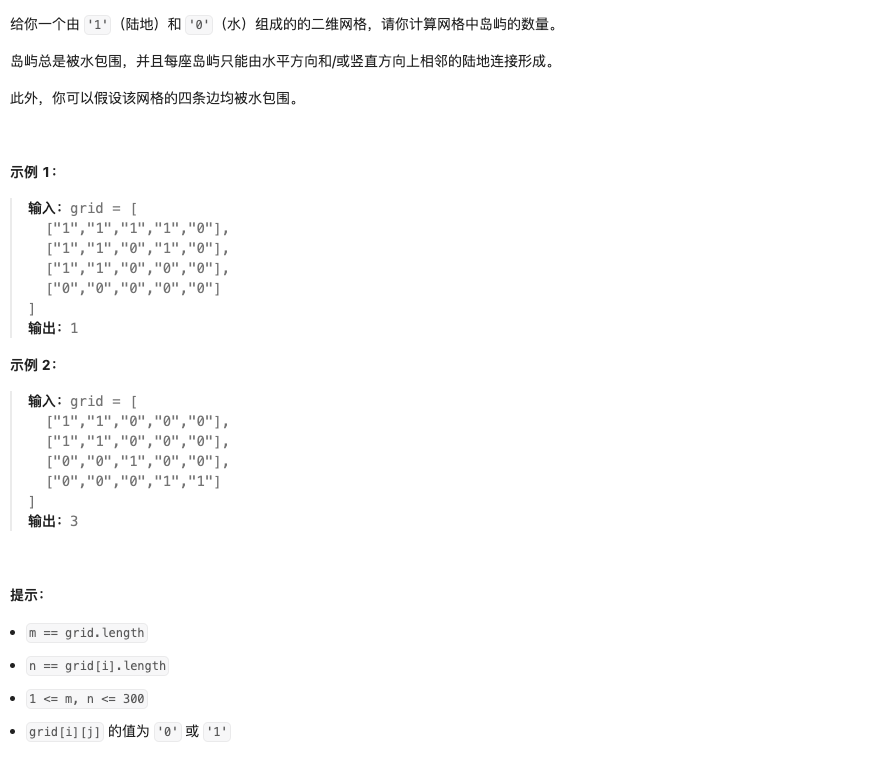 给你一个由 '1'（陆地）和 '0'（水）组成的的二维网格，请你计算网格中岛屿的数量。
岛屿总是被水包围，并且每座岛屿只能由水平方向和/或竖直方向上相邻的陆地连接形成。
此外，你可以假设该网格的四条边均被水包围。
示例 1：
输入：grid = [
["1","1","1","1","0"],
["1","1","0","1","0"],
["1","1","0","0","0"],
["0","0","0","0","0"]
]
输出：1
示例 2：
输入：grid = [
["1","1","0","0","0"],
["1","1","0","0","0"],
["0","0","1","0","0"],
["0","0","0","1","1"]
]
输出：3
提示：
• m == grid.length
• n == grid[i].length
• 1 <= m, n <= 300
• grid[i][j] 的值为 '0' 或 '1'